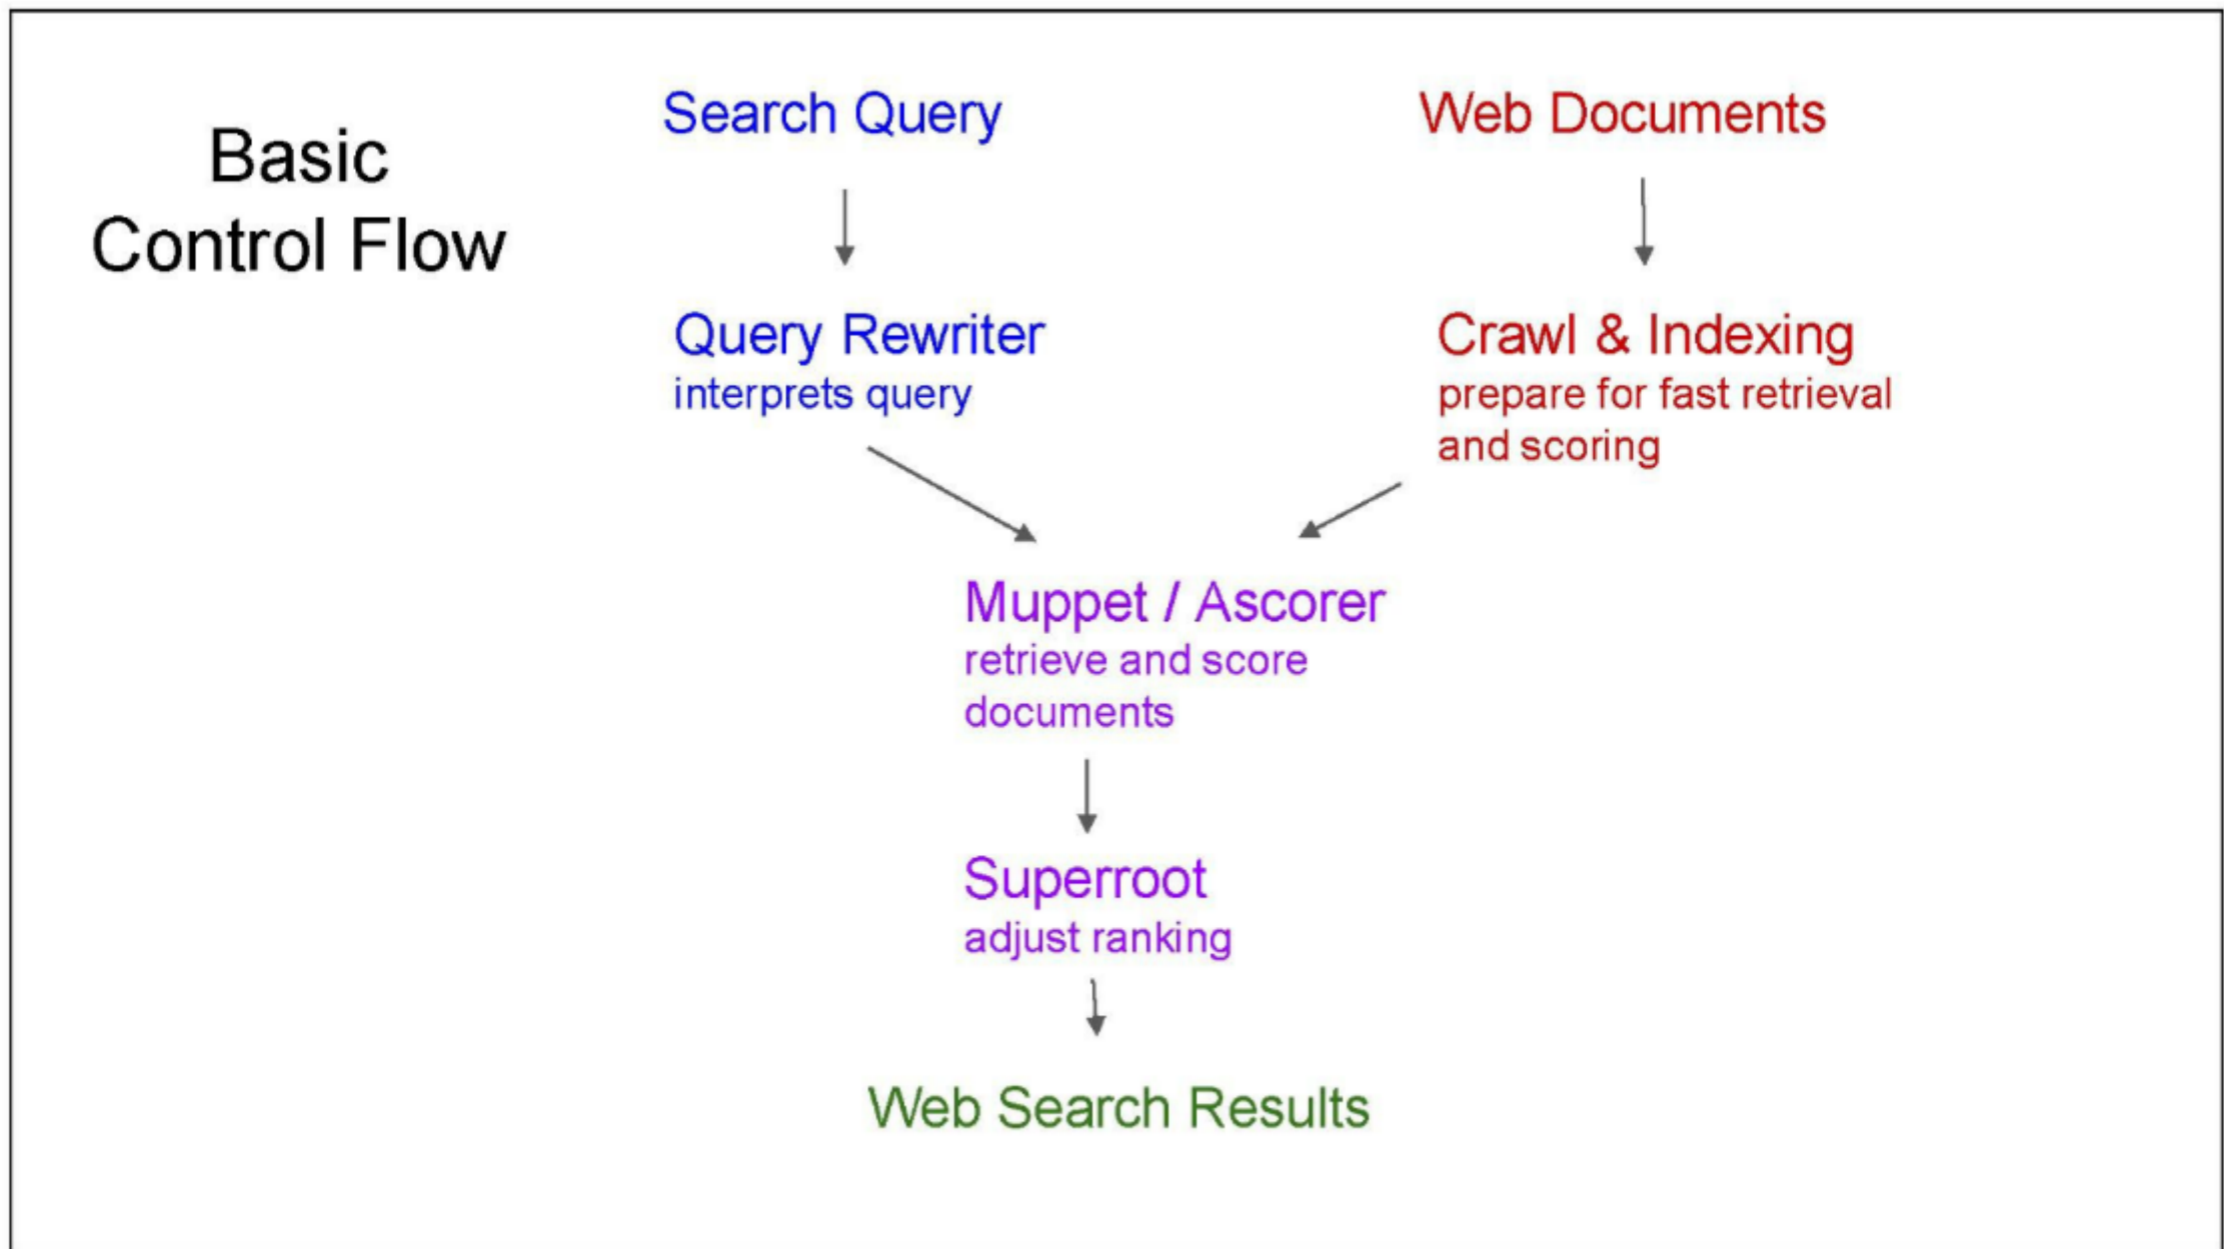 Basic
Control Flow
Search Query
Web Documents
Query Rewriter
interprets query
Crawl & Indexing
prepare for fast retrieval
and scoring
Muppet / Ascorer
retrieve and score
documents
Superroot
adjust ranking
Web Search Results